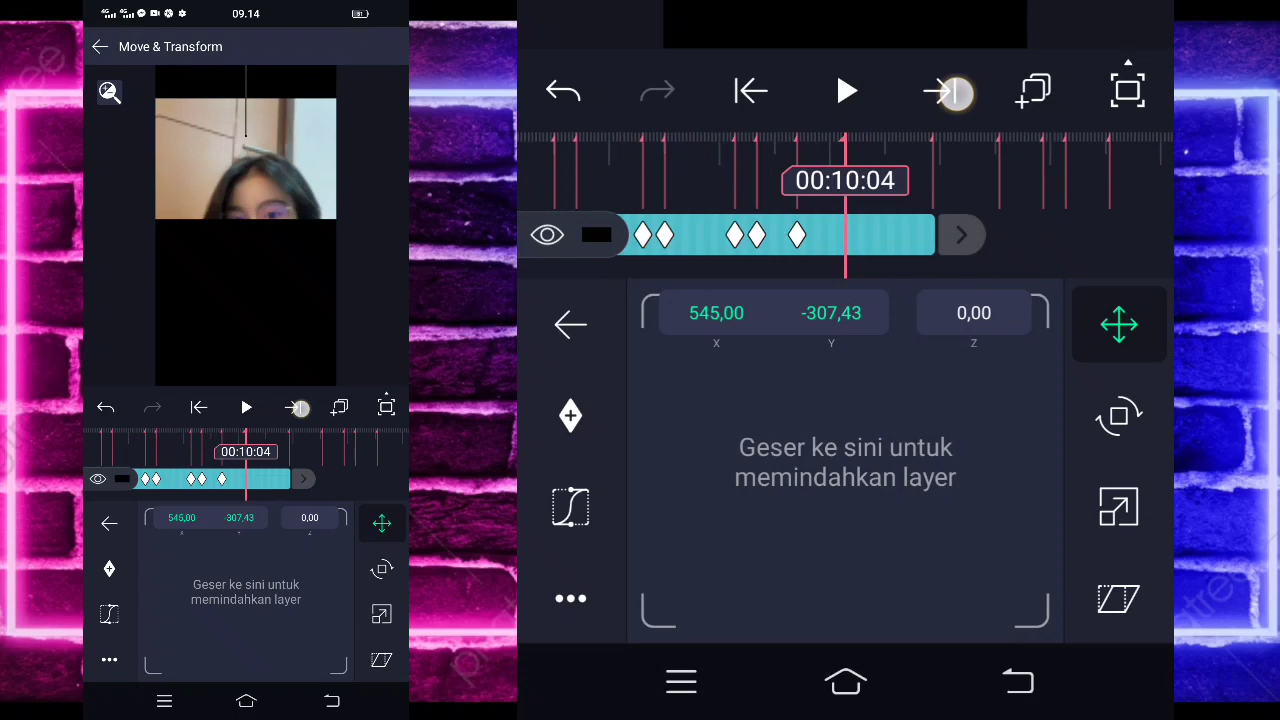 09.14
Move & Transform
00:10:04
545,00
-307,43
0,00
X
Y
Z
Geser ke sini untuk
memindahkan layer
00:10:04
545,00
-307,43
0,00
X
Y
Z
Geser ke sini untuk
memindahkan layer